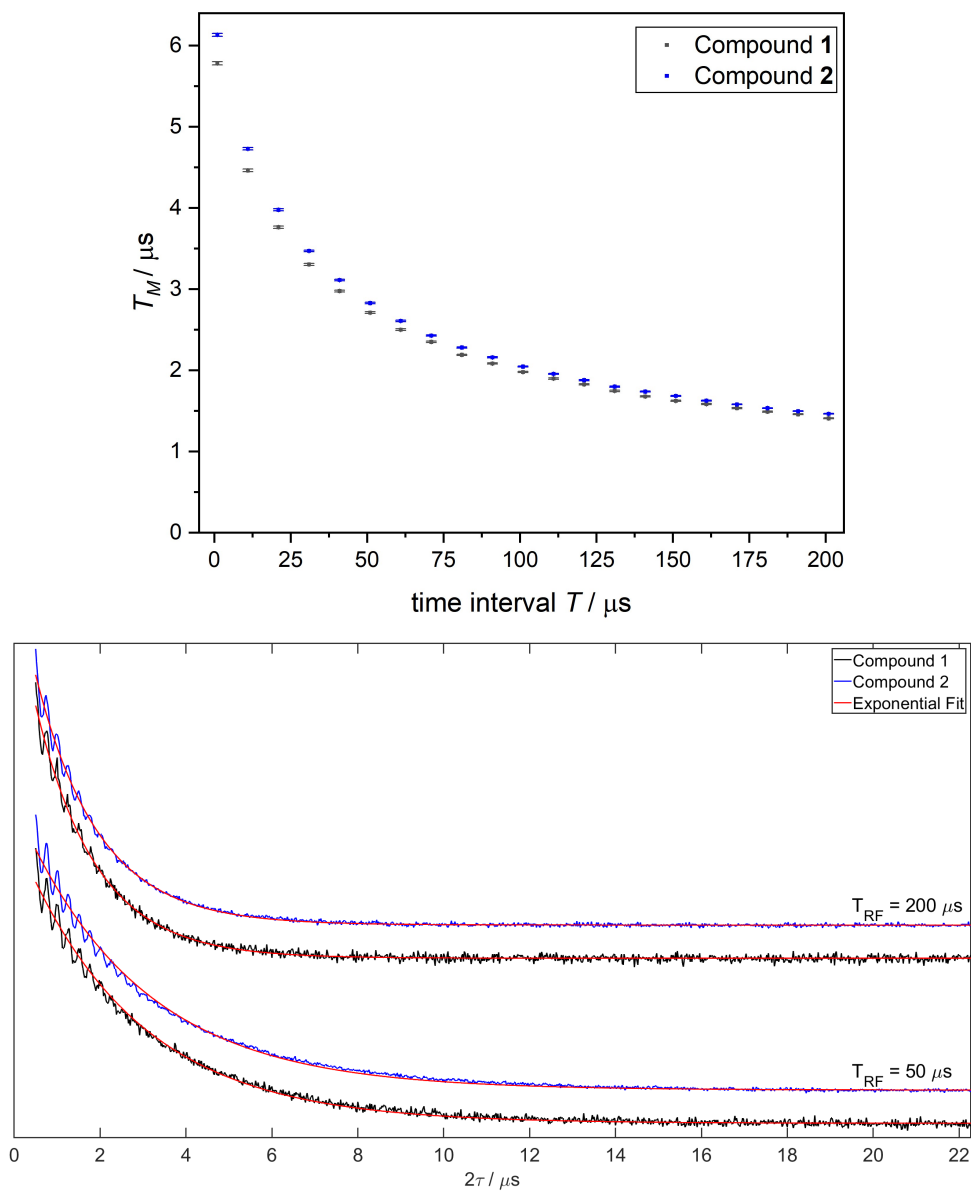 Compound 1
Compound 2
6
5
4
3
2
1
0
T_M / μs
0 25 50 75 100 125 150 175 200
time interval T / μs
Compound 1
Compound 2
Exponential Fit
T_RF = 200 μs
T_RF = 50 μs
0 2 4 6 8 10 12 14 16 18 20 22
2τ / μs